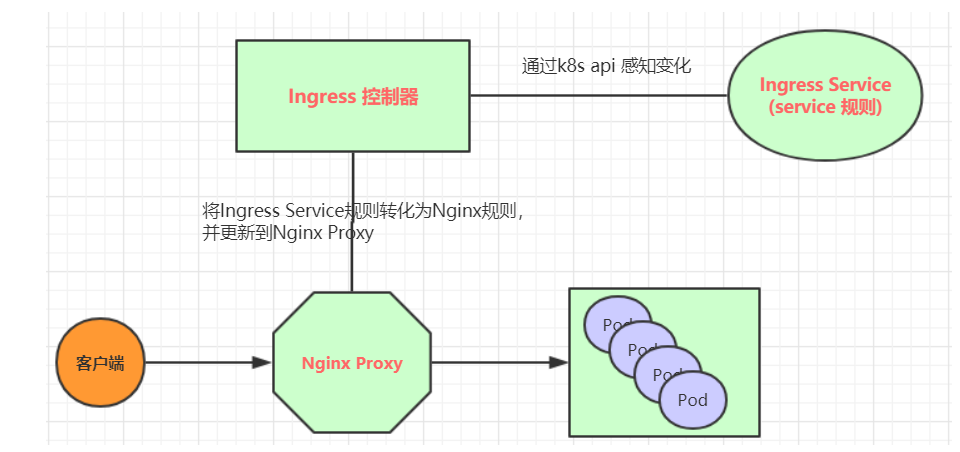 通过k8s api 感知变化
Ingress 控制器
Ingress Service
(service 规则)
将Ingress Service规则转化为Nginx规则，
并更新到Nginx Proxy
客户端
Nginx Proxy
Pod
Pod
Pod
Pod